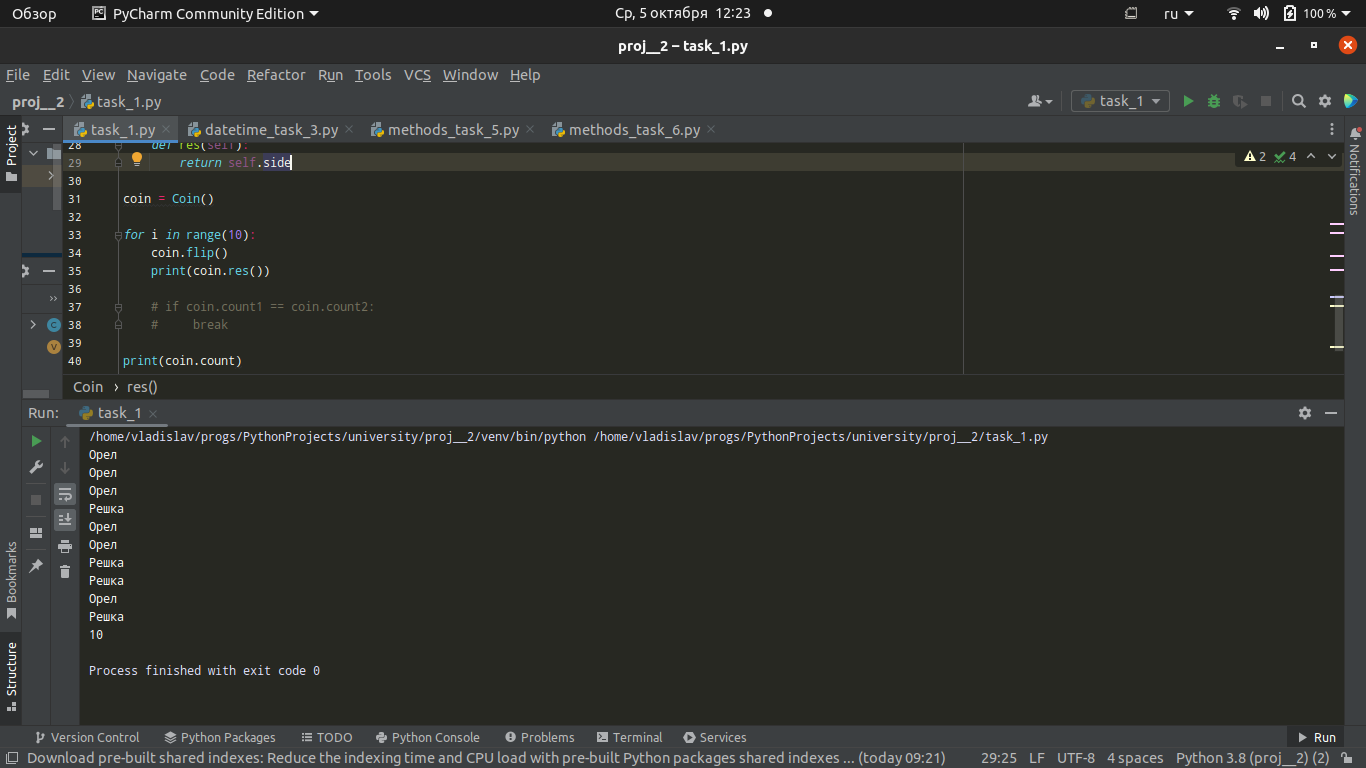 Обзор PyCharm Community Edition Ср, 5 октября 12:23 ru 100 %
proj__2 – task_1.py
File Edit View Navigate Code Refactor Run Tools VCS Window Help
proj__2 task_1.py task_1
Project
task_1.py datetime_task_3.py methods_task_5.py methods_task_6.py
Notifications
28 def res(self):
29 return self.side
2 4
30
31 coin = Coin()
32
33 for i in range(10):
34 coin.flip()
35 print(coin.res())
36
37 # if coin.count1 == coin.count2:
38 # break
39
40 print(coin.count)
Coin › res()
Run: task_1
/home/vladislav/progs/PythonProjects/university/proj__2/venv/bin/python /home/vladislav/progs/PythonProjects/university/proj__2/task_1.py
Орел
Орел
Орел
Решка
Орел
Орел
Решка
Решка
Орел
Решка
10
Process finished with exit code 0
Bookmarks
Structure
Version Control Python Packages TODO Python Console Problems Terminal Services Run
Download pre-built shared indexes: Reduce the indexing time and CPU load with pre-built Python packages shared indexes ... (today 09:21) 29:25 LF UTF-8 4 spaces Python 3.8 (proj__2) (2)